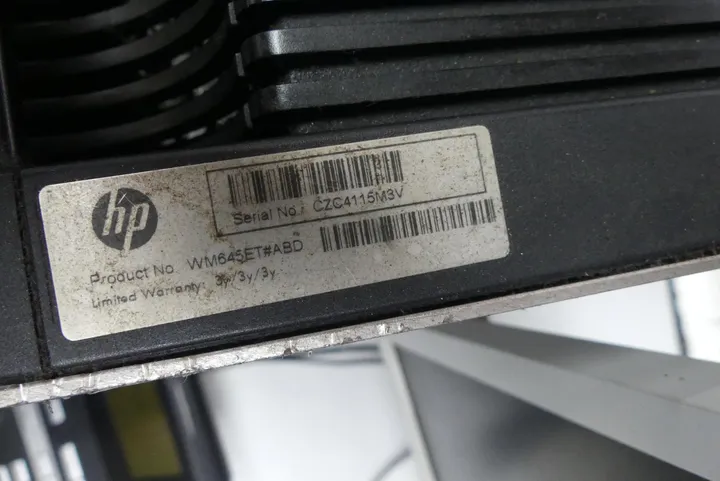 hp
Serial No.: CZC4115M3V
Product No. WM645ET#ABD
Limited Warranty: 3y/3y/3y